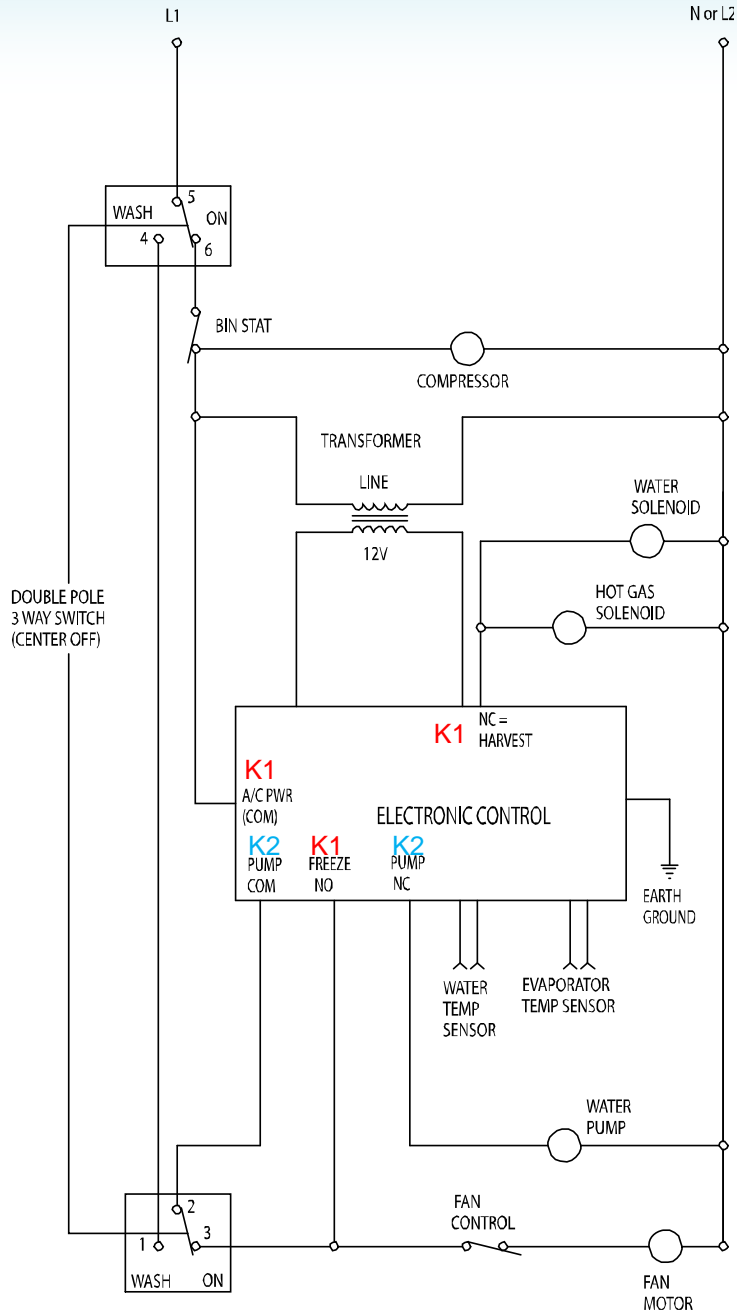 L1
N or L2
5
WASH
ON
4
6
BIN STAT
COMPRESSOR
TRANSFORMER
LINE
12V
WATER
SOLENOID
HOT GAS
SOLENOID
DOUBLE POLE
3 WAY SWITCH
(CENTER OFF)
K1
NC =
HARVEST
K1
A/C PWR
(COM)
ELECTRONIC CONTROL
K2
PUMP
COM
K1
FREEZE
NO
K2
PUMP
NC
EARTH
GROUND
WATER
TEMP
SENSOR
EVAPORATOR
TEMP SENSOR
WATER
PUMP
2
3
1
WASH
ON
FAN
CONTROL
FAN
MOTOR